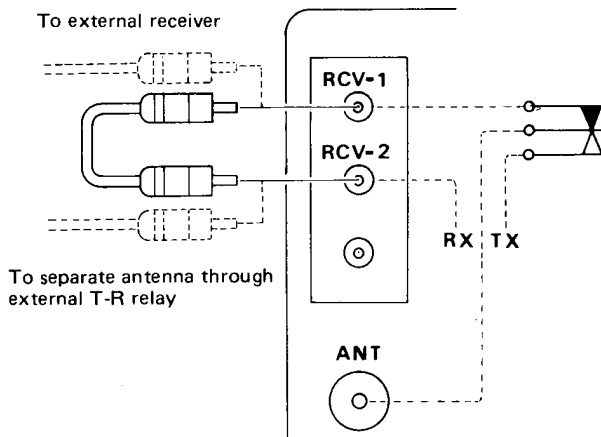 To external receiver
RCV-1
RCV-2
RX TX
To separate antenna through
external T-R relay
ANT